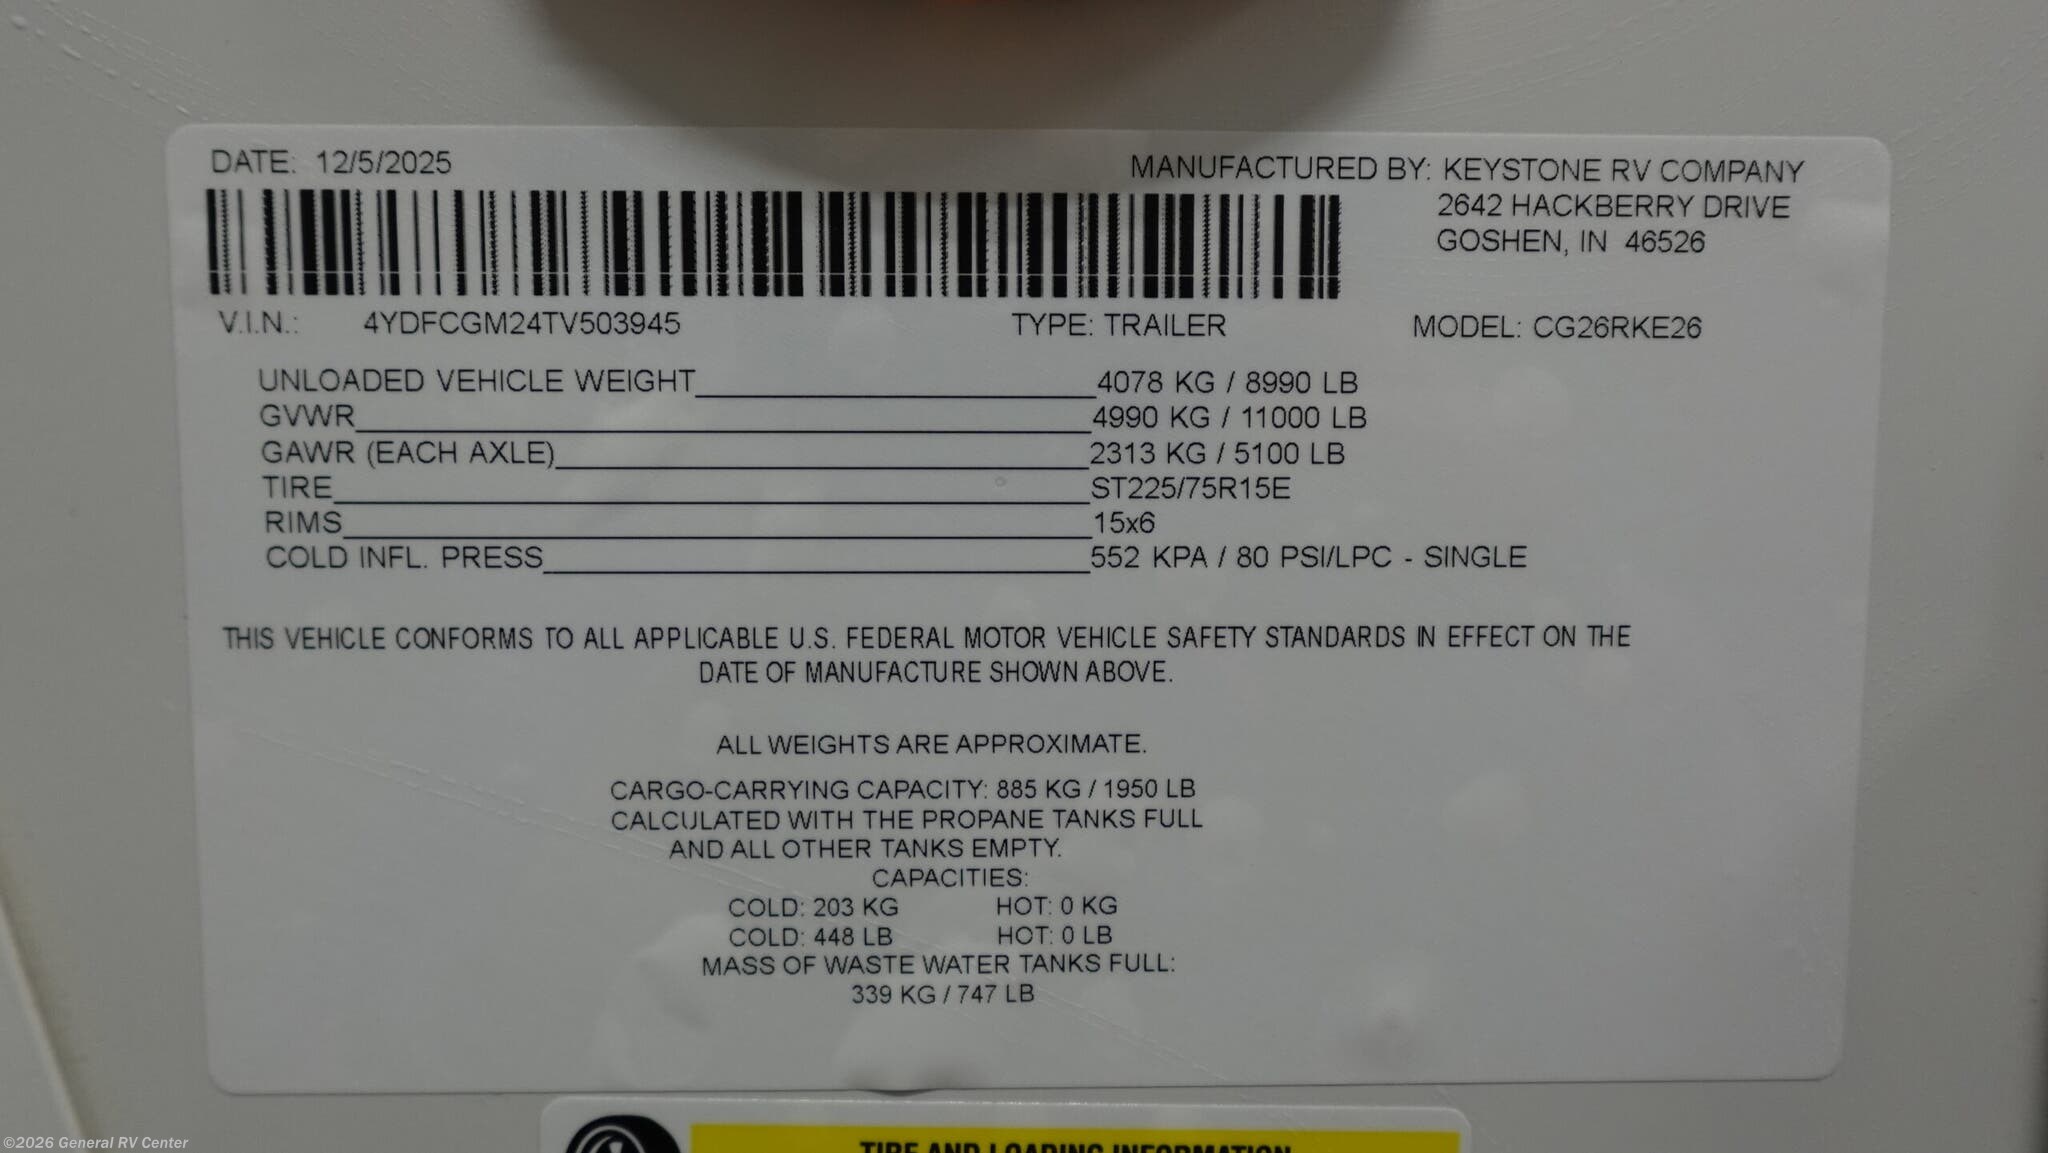 DATE: 12/5/2025
MANUFACTURED BY: KEYSTONE RV COMPANY
2642 HACKBERRY DRIVE
GOSHEN, IN 46526
V.I.N.: 4YDFCGM24TV503945 TYPE: TRAILER MODEL: CG26RKE26
UNLOADED VEHICLE WEIGHT 4078 KG / 8990 LB
GVWR 4990 KG / 11000 LB
GAWR (EACH AXLE) 2313 KG / 5100 LB
TIRE ST225/75R15E
RIMS 15x6
COLD INFL. PRESS 552 KPA / 80 PSI/LPC - SINGLE
THIS VEHICLE CONFORMS TO ALL APPLICABLE U.S. FEDERAL MOTOR VEHICLE SAFETY STANDARDS IN EFFECT ON THE
DATE OF MANUFACTURE SHOWN ABOVE.
ALL WEIGHTS ARE APPROXIMATE.
CARGO-CARRYING CAPACITY: 885 KG / 1950 LB
CALCULATED WITH THE PROPANE TANKS FULL
AND ALL OTHER TANKS EMPTY.
CAPACITIES:
COLD: 203 KG HOT: 0 KG
COLD: 448 LB HOT: 0 LB
MASS OF WASTE WATER TANKS FULL:
339 KG / 747 LB
TIRE AND LOADING INFORMATION
©2026 General RV Center